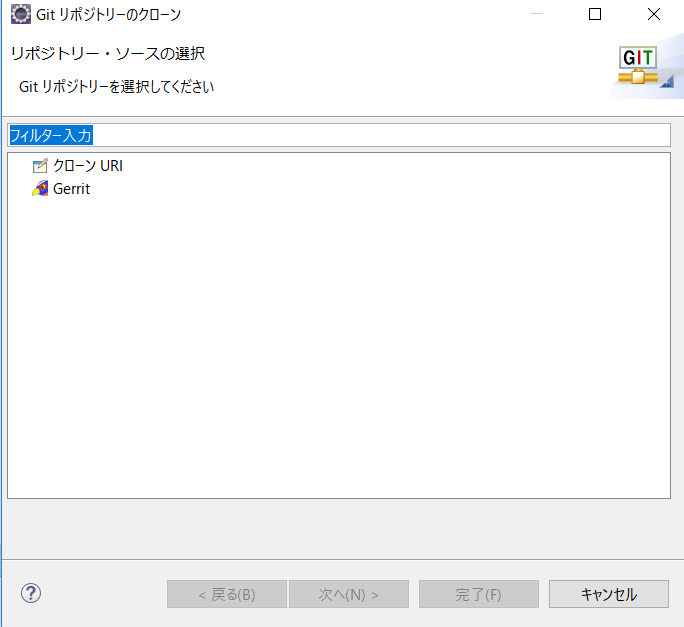 Git リポジトリーのクローン
リポジトリー・ソースの選択
Git リポジトリーを選択してください
GIT
フィルター入力
クローン URI
Gerrit
?
< 戻る(B)
次へ(N) >
完了(F)
キャンセル